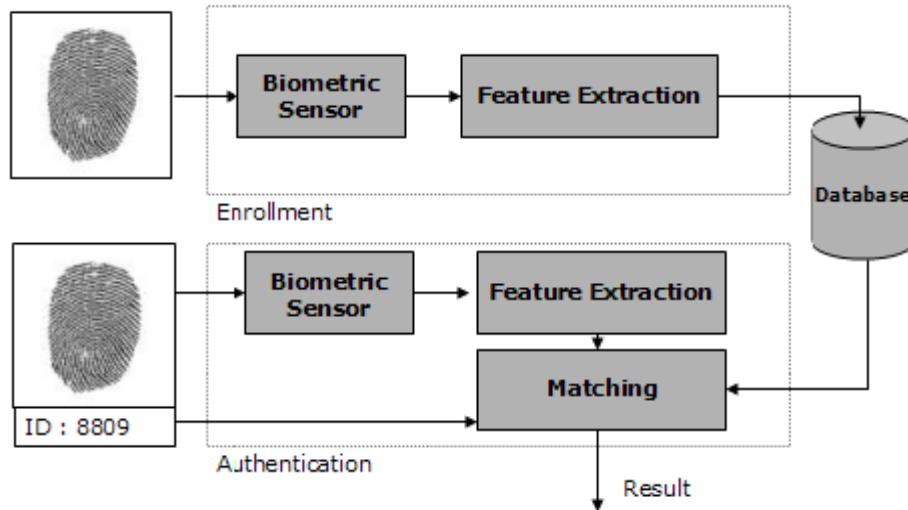 Biometric
Sensor
Feature Extraction
Database
Enrollment
Biometric
Sensor
Feature Extraction
Matching
ID : 8809
Authentication
Result